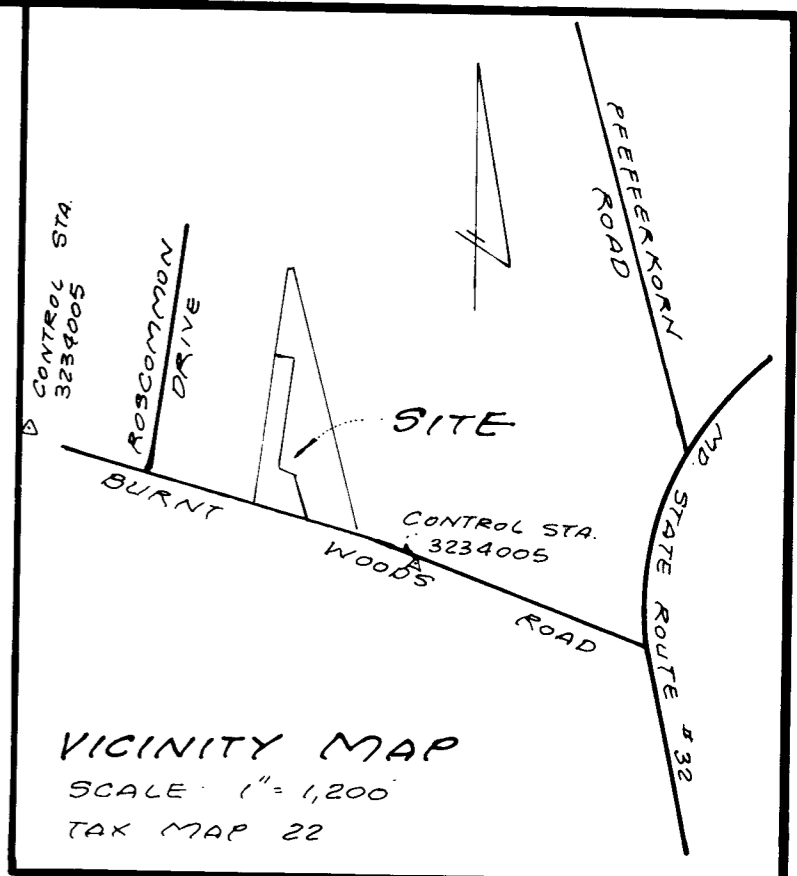 PFEFFERKORN
ROAD
CONTROL STA.
3234005
ROSCOMMON
DRIVE
SITE
MD. STATE ROUTE #32
BURNT WOODS ROAD
CONTROL STA.
3234005
VICINITY MAP
SCALE 1"= 1,200'
TAX MAP 22